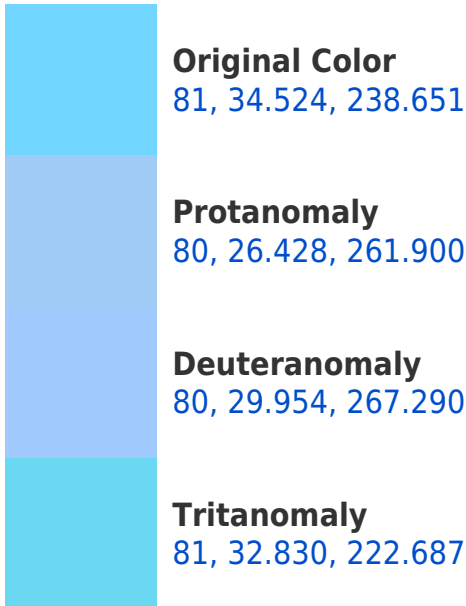 Original Color
81, 34.524, 238.651
Protanomaly
80, 26.428, 261.900
Deuteranomaly
80, 29.954, 267.290
Tritanomaly
81, 32.830, 222.687